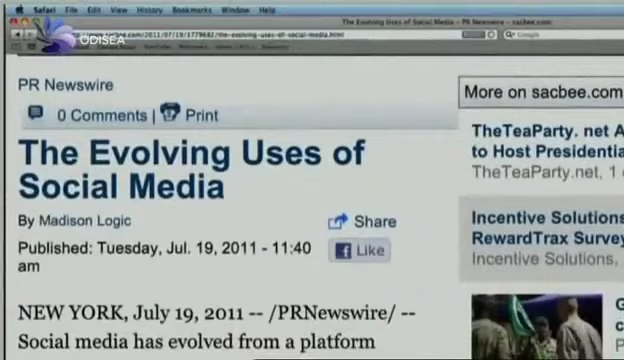 Safari File Edit View History Bookmarks Window Help
The Evolving Uses of Social Media – PR Newswire – sacbee.com
ODISEA
PR Newswire
0 Comments | Print
The Evolving Uses of
Social Media
By Madison Logic
Share
Published: Tuesday, Jul. 19, 2011 - 11:40
am
Like
NEW YORK, July 19, 2011 -- /PRNewswire/ --
Social media has evolved from a platform
More on sacbee.com
TheTeaParty. net A
to Host Presidentia
TheTeaParty.net, 1
Incentive Solutions
RewardTrax Survey
Incentive Solutions,
G
c
F